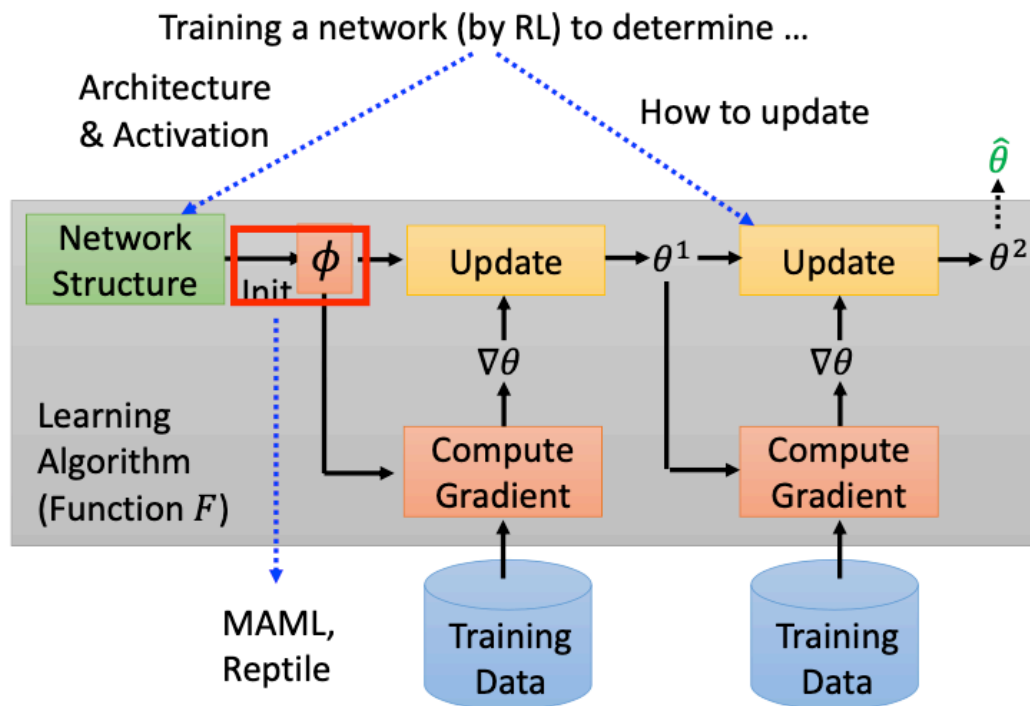 Training a network (by RL) to determine ...
Architecture
& Activation
How to update
θ̂
Network
Structure
Init
ϕ
Update
θ¹
Update
θ²
∇θ
∇θ
Learning
Algorithm
(Function F)
Compute
Gradient
Compute
Gradient
MAML,
Reptile
Training
Data
Training
Data